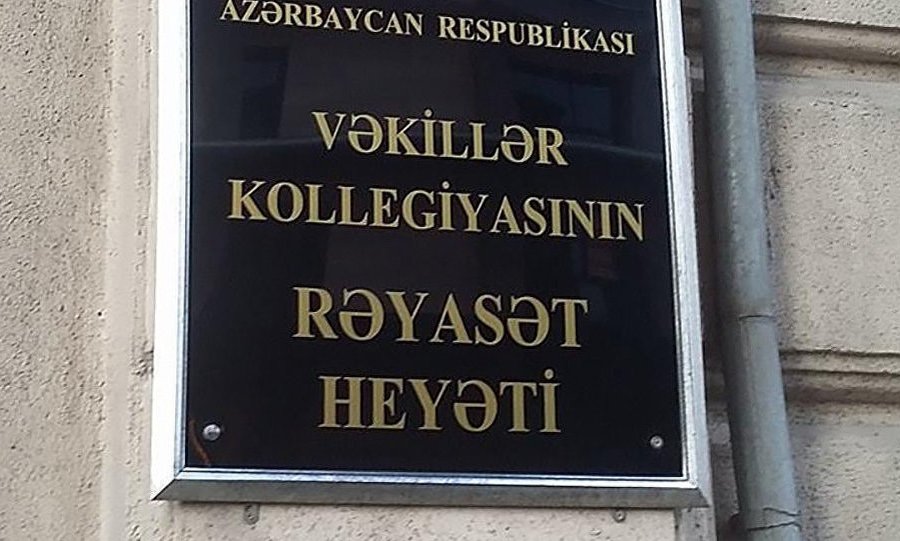 AZƏRBAYCAN RESPUBLİKASI
VƏKİLLƏR
KOLLEGİYASININ
RƏYASƏT
HEYƏTİ